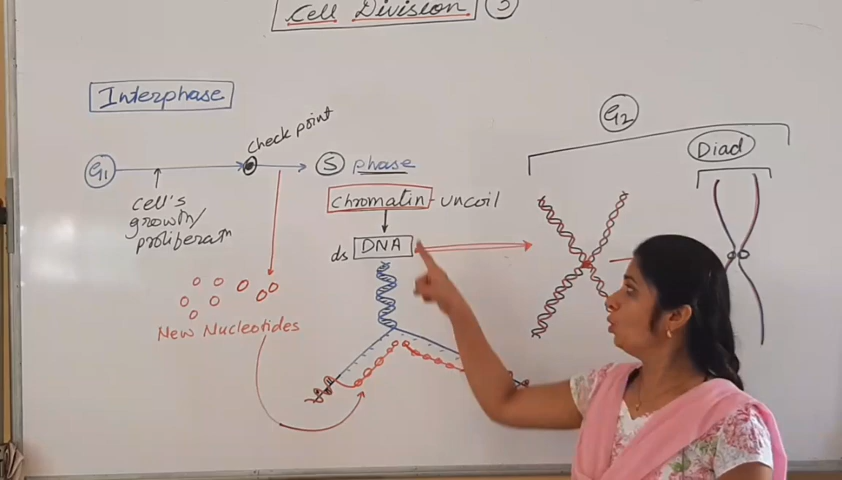 Cell Division 3
Interphase
G1
check point
S phase
cell's
growth/
proliferatn
chromatin - uncoil
ds DNA
New Nucleotides
G2
Diad